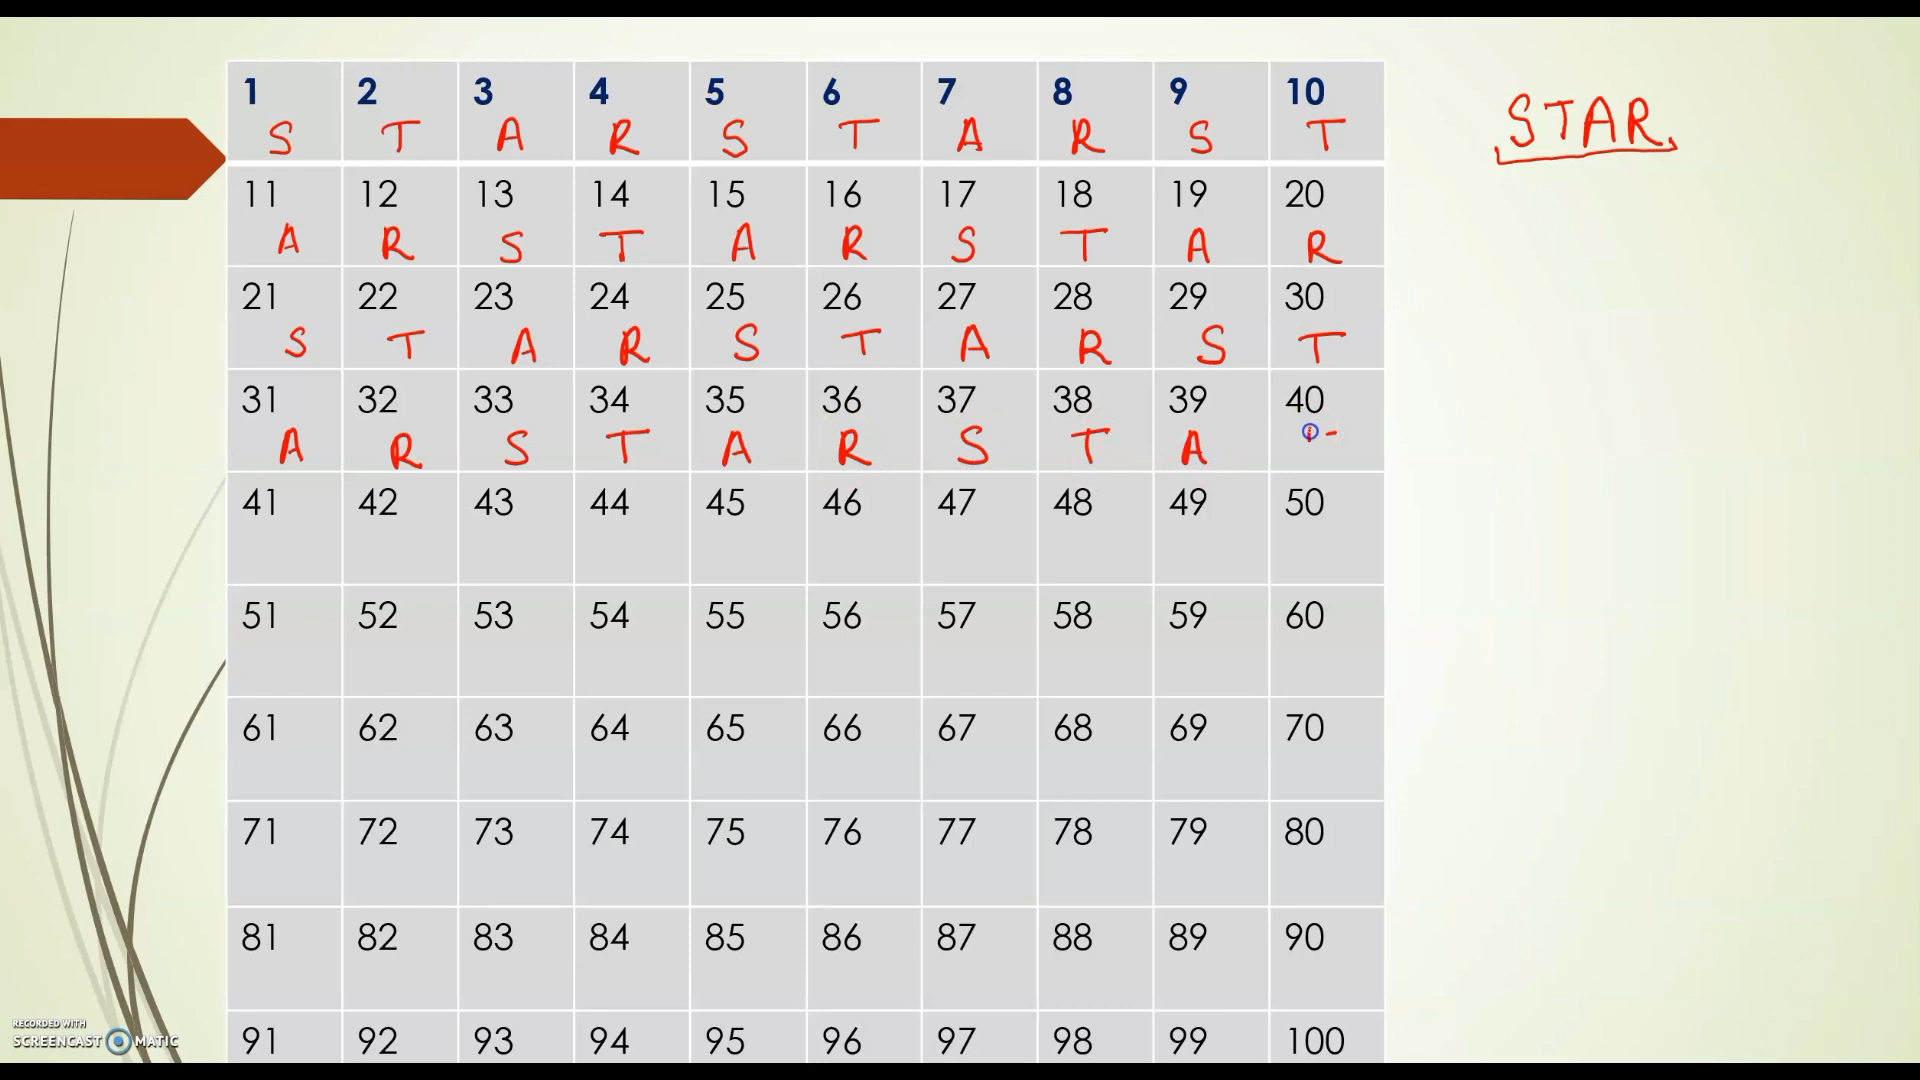 1 2 3 4 5 6 7 8 9 10
S T A R S T A R S T
STAR
11 12 13 14 15 16 17 18 19 20
A R S T A R S T A R
21 22 23 24 25 26 27 28 29 30
S T A R S T A R S T
31 32 33 34 35 36 37 38 39 40
A R S T A R S T A
41 42 43 44 45 46 47 48 49 50
51 52 53 54 55 56 57 58 59 60
61 62 63 64 65 66 67 68 69 70
71 72 73 74 75 76 77 78 79 80
81 82 83 84 85 86 87 88 89 90
91 92 93 94 95 96 97 98 99 100
RECORDED WITH
SCREENCAST MATIC